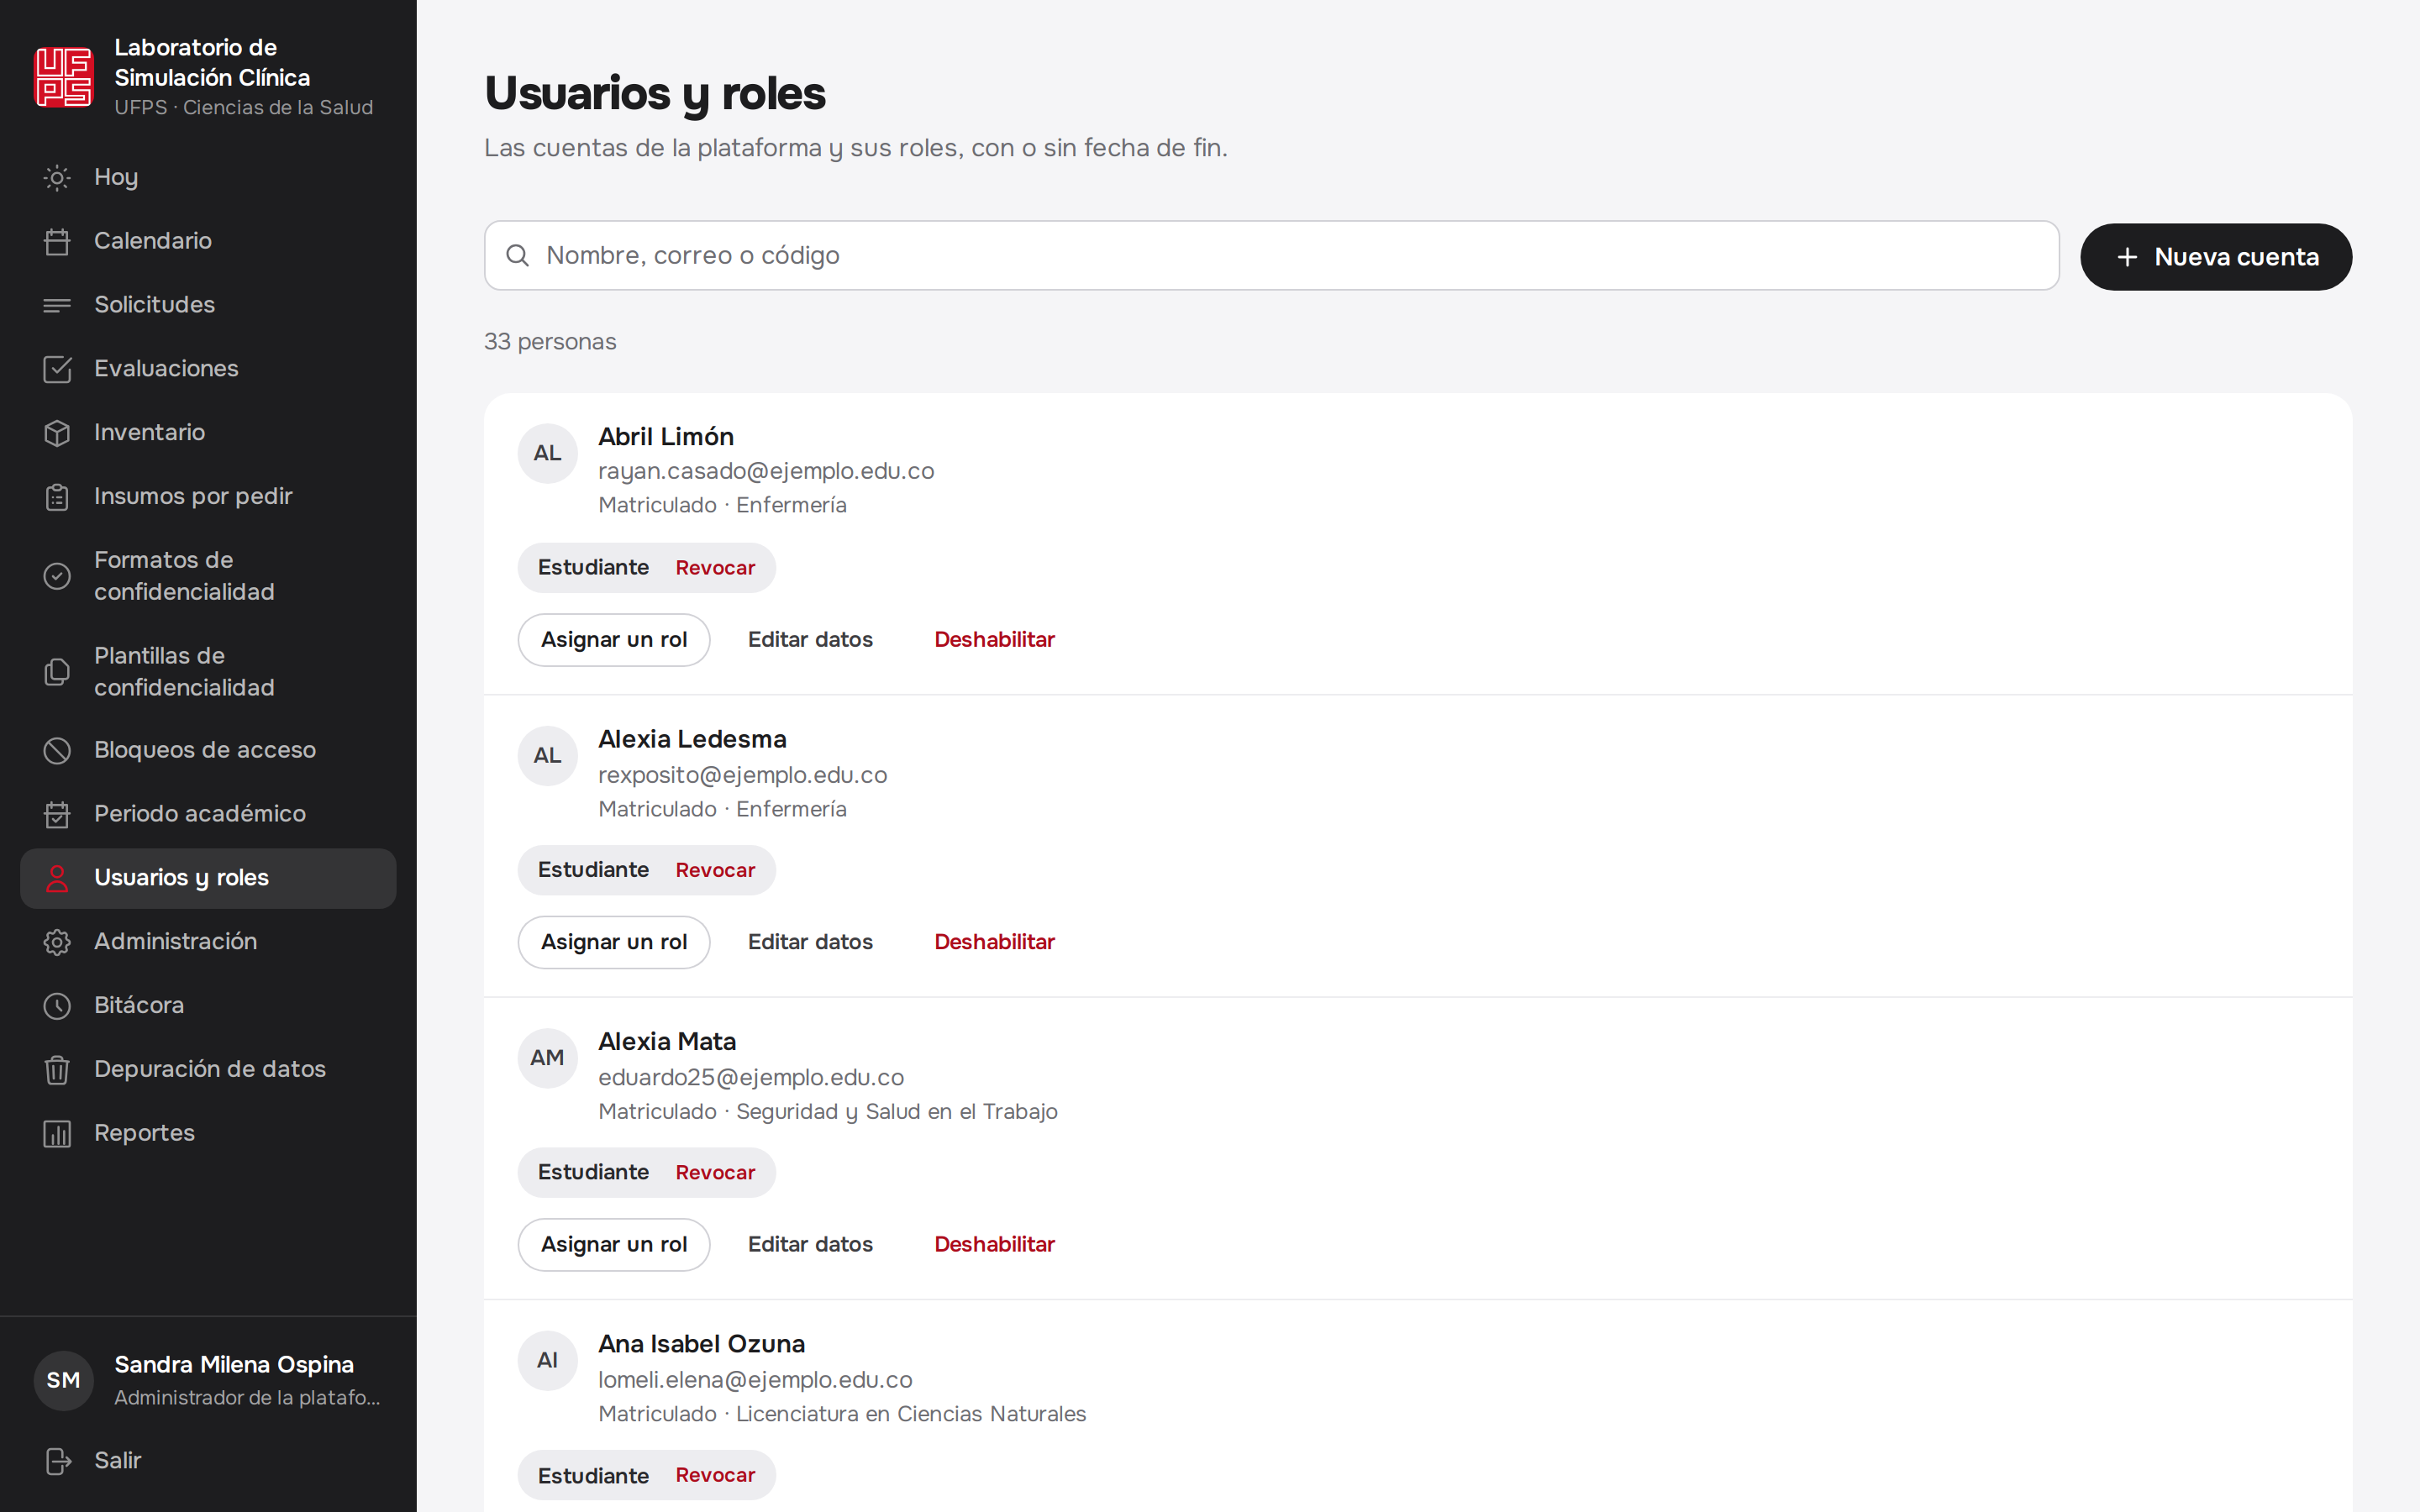 UFPS
Laboratorio de
Simulación Clínica
UFPS · Ciencias de la Salud
Hoy
Calendario
Solicitudes
Evaluaciones
Inventario
Insumos por pedir
Formatos de
confidencialidad
Plantillas de
confidencialidad
Bloqueos de acceso
Periodo académico
Usuarios y roles
Administración
Bitácora
Depuración de datos
Reportes
SM
Sandra Milena Ospina
Administrador de la platafo...
Salir
Usuarios y roles
Las cuentas de la plataforma y sus roles, con o sin fecha de fin.
Nombre, correo o código
Nueva cuenta
33 personas
AL
Abril Limón
rayan.casado@ejemplo.edu.co
Matriculado · Enfermería
Estudiante Revocar
Asignar un rol Editar datos Deshabilitar
AL
Alexia Ledesma
rexposito@ejemplo.edu.co
Matriculado · Enfermería
Estudiante Revocar
Asignar un rol Editar datos Deshabilitar
AM
Alexia Mata
eduardo25@ejemplo.edu.co
Matriculado · Seguridad y Salud en el Trabajo
Estudiante Revocar
Asignar un rol Editar datos Deshabilitar
AI
Ana Isabel Ozuna
lomeli.elena@ejemplo.edu.co
Matriculado · Licenciatura en Ciencias Naturales
Estudiante Revocar